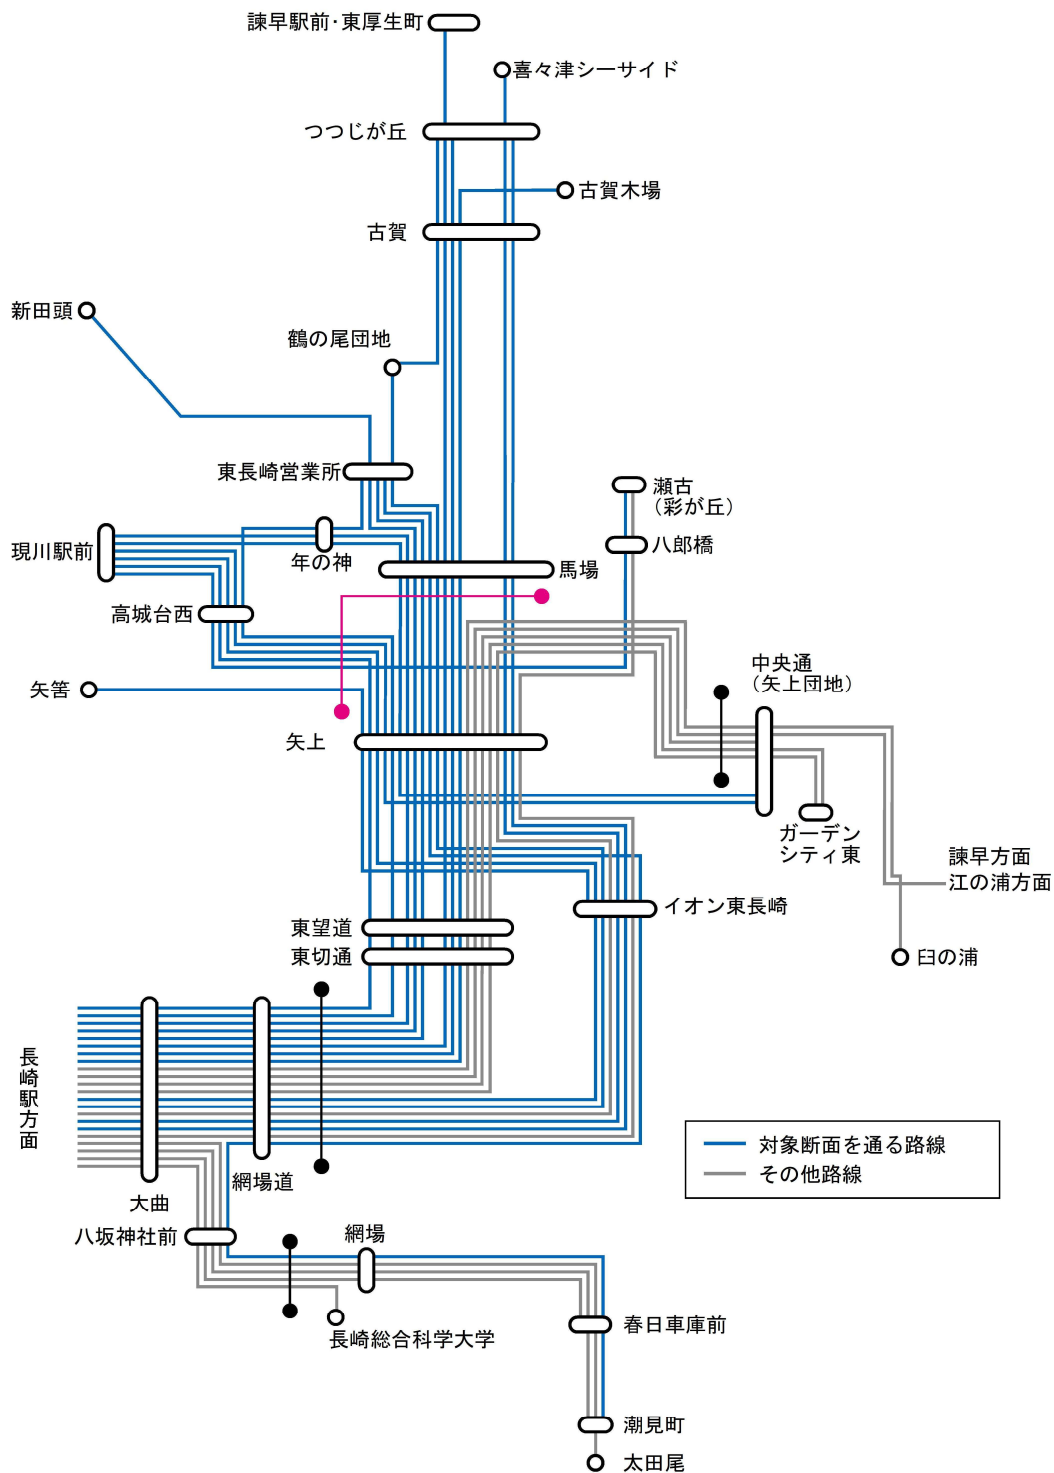 諫早駅前・東厚生町
喜々津シーサイド
つつじが丘
古賀木場
古賀
新田頭
鶴の尾団地
東長崎営業所
瀬古
（彩が丘）
八郎橋
現川駅前
年の神
馬場
高城台西
中央通
（矢上団地）
矢筈
矢上
ガーデン
シティ東
諫早方面
江の浦方面
イオン東長崎
東望道
東切通
臼の浦
長崎駅方面
対象断面を通る路線
その他路線
網場道
大曲
八坂神社前
網場
長崎総合科学大学
春日車庫前
潮見町
太田尾